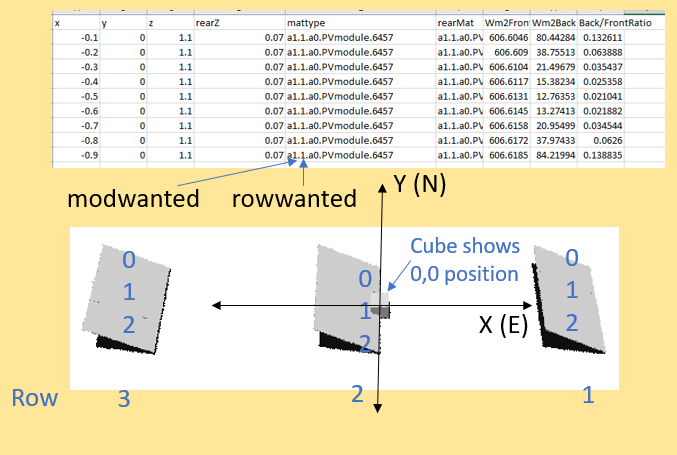 x y z rearZ mattype rearMat Wm2Fron Wm2Back Back/FrontRatio
-0.1 0 1.1 0.07 a1.1.a0.PVmodule.6457 a1.1.a0.PV 606.6046 80.44284 0.132611
-0.2 0 1.1 0.07 a1.1.a0.PVmodule.6457 a1.1.a0.PV 606.609 38.75513 0.063888
-0.3 0 1.1 0.07 a1.1.a0.PVmodule.6457 a1.1.a0.PV 606.6104 21.49679 0.035437
-0.4 0 1.1 0.07 a1.1.a0.PVmodule.6457 a1.1.a0.PV 606.6117 15.38234 0.025358
-0.5 0 1.1 0.07 a1.1.a0.PVmodule.6457 a1.1.a0.PV 606.6131 12.76353 0.021041
-0.6 0 1.1 0.07 a1.1.a0.PVmodule.6457 a1.1.a0.PV 606.6145 13.27413 0.021882
-0.7 0 1.1 0.07 a1.1.a0.PVmodule.6457 a1.1.a0.PV 606.6158 20.95499 0.034544
-0.8 0 1.1 0.07 a1.1.a0.PVmodule.6457 a1.1.a0.PV 606.6172 37.97433 0.0626
-0.9 0 1.1 0.07 a1.1.a0.PVmodule.6457 a1.1.a0.PV 606.6185 84.21994 0.138835
modwanted rowwanted
Y (N)
Cube shows
0,0 position
0 0 0
1 1 1
2 2 2
X (E)
Row 3 2 1